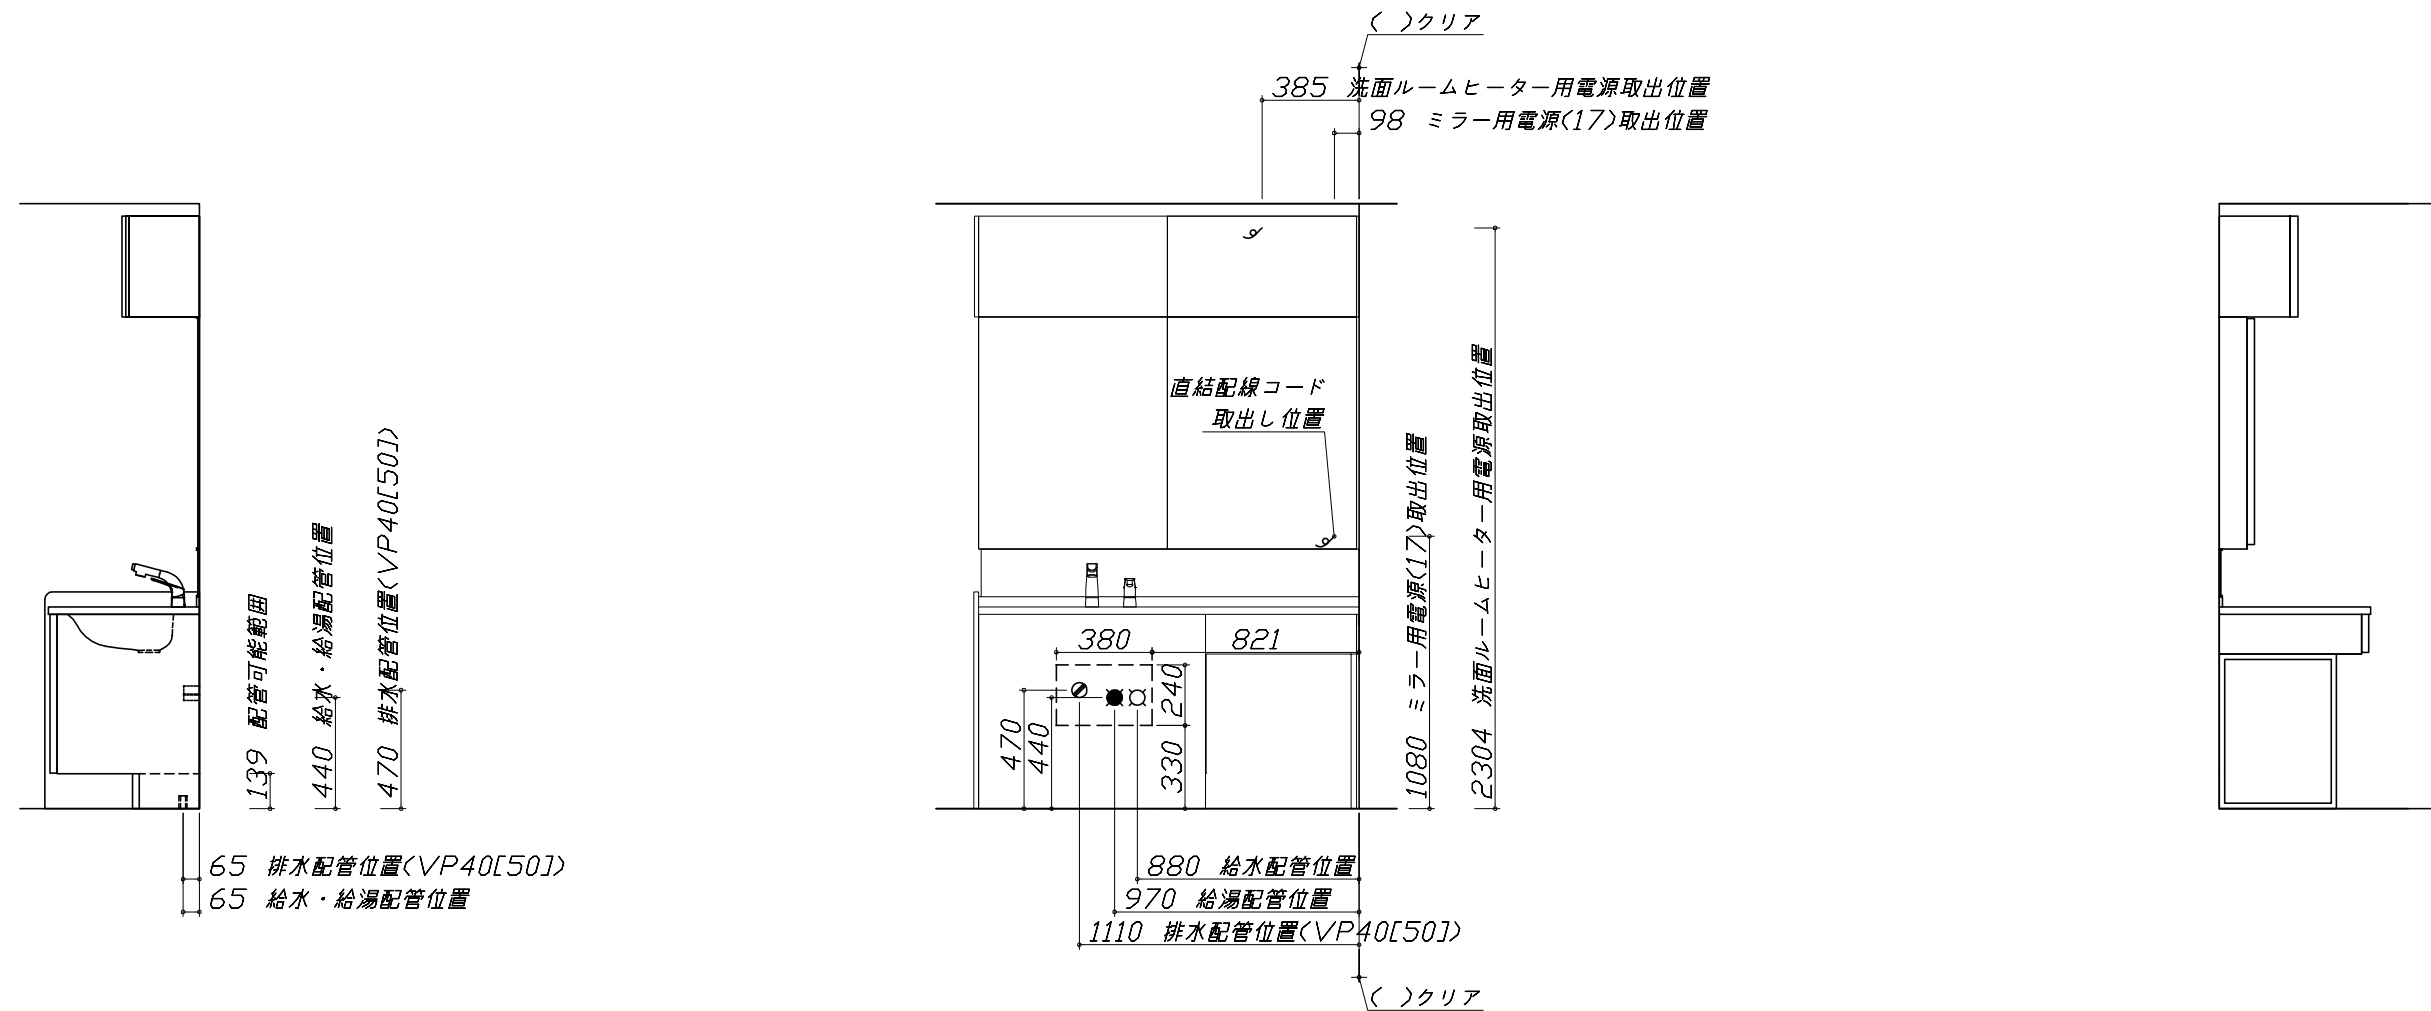 ( )クリア
385 洗面ルームヒーター用電源取出位置
98 ミラー用電源(17)取出位置
直結配線コード
取出し位置
139 配管可能範囲
440 給水・給湯配管位置
470 排水配管位置(VP40[50])
380
821
240
330
470
440
1080 ミラー用電源(17)取出位置
2304 洗面ルームヒーター用電源取出位置
65 排水配管位置(VP40[50])
65 給水・給湯配管位置
880 給水配管位置
970 給湯配管位置
1110 排水配管位置(VP40[50])
( )クリア